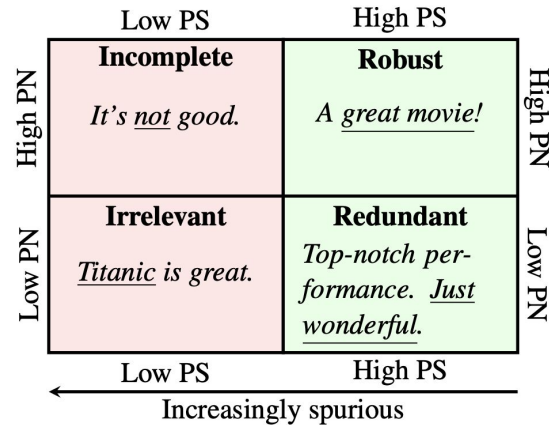 Low PS High PS
High PN
Incomplete
It's not good.
Robust
A great movie!
High PN
Low PN
Irrelevant
Titanic is great.
Redundant
Top-notch per-
formance. Just
wonderful.
Low PN
Low PS High PS
Increasingly spurious